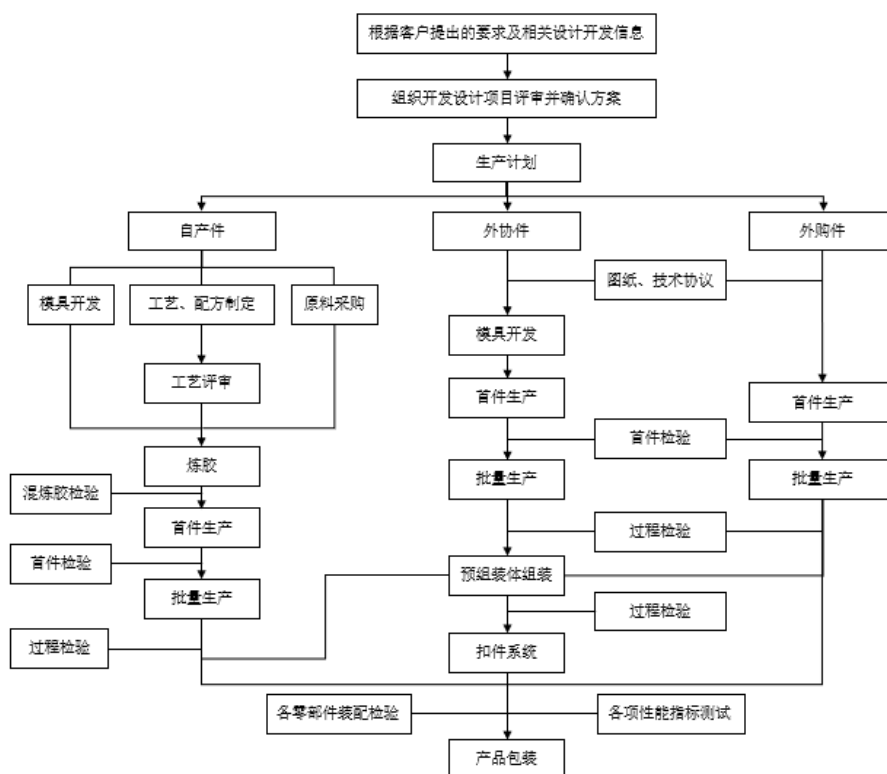 根据客户提出的要求及相关设计开发信息
组织开发设计项目评审并确认方案
生产计划
自产件
外协件
外购件
模具开发
工艺、配方制定
原料采购
图纸、技术协议
模具开发
工艺评审
首件生产
首件生产
首件检验
炼胶
批量生产
批量生产
混炼胶检验
首件生产
过程检验
首件检验
预组装体组装
批量生产
过程检验
过程检验
扣件系统
各零部件装配检验
各项性能指标测试
产品包装